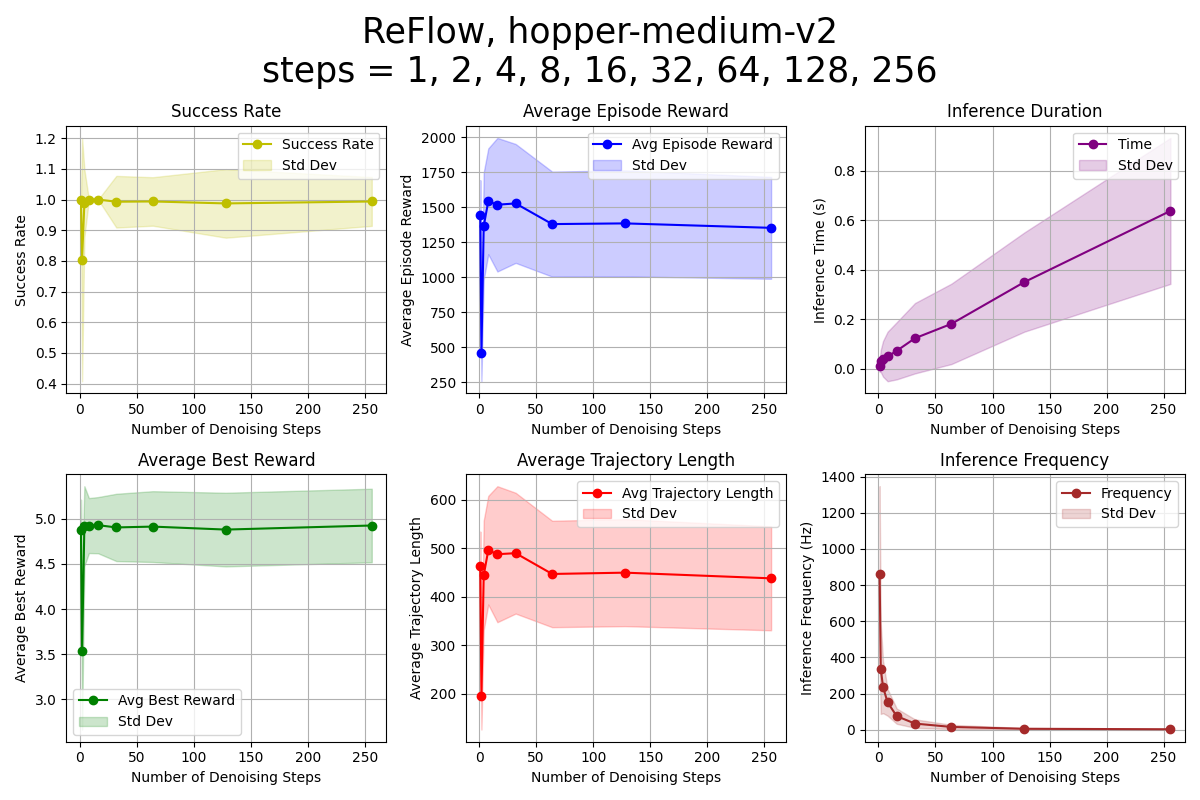 ReFlow, hopper-medium-v2
steps = 1, 2, 4, 8, 16, 32, 64, 128, 256
Success Rate
Success Rate
1.2
1.1
1.0
0.9
0.8
0.7
0.6
0.5
0.4
Success Rate
Std Dev
0 50 100 150 200 250
Number of Denoising Steps
Average Episode Reward
Average Episode Reward
2000
1750
1500
1250
1000
750
500
250
Avg Episode Reward
Std Dev
0 50 100 150 200 250
Number of Denoising Steps
Inference Duration
Inference Time (s)
0.8
0.6
0.4
0.2
0.0
Time
Std Dev
0 50 100 150 200 250
Number of Denoising Steps
Average Best Reward
Average Best Reward
5.0
4.5
4.0
3.5
3.0
Avg Best Reward
Std Dev
0 50 100 150 200 250
Number of Denoising Steps
Average Trajectory Length
Average Trajectory Length
600
500
400
300
200
Avg Trajectory Length
Std Dev
0 50 100 150 200 250
Number of Denoising Steps
Inference Frequency
Inference Frequency (Hz)
1400
1200
1000
800
600
400
200
0
Frequency
Std Dev
0 50 100 150 200 250
Number of Denoising Steps